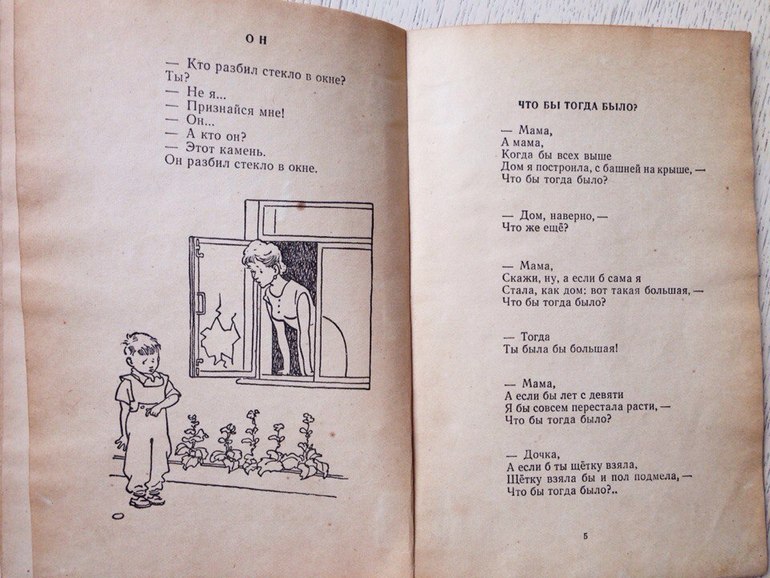 ОН
— Кто разбил стекло в окне?
Ты?
— Не я...
— Признайся мне!
— Он...
— А кто он?
— Этот камень.
Он разбил стекло в окне.
ЧТО БЫ ТОГДА БЫЛО?
— Мама,
А мама,
Когда бы всех выше
Дом я построила, с башней на крыше, —
Что бы тогда было?
— Дом, наверно, —
Что же ещё?
— Мама,
Скажи, ну, а если б сама я
Стала, как дом: вот такая большая, —
Что бы тогда было?
— Тогда
Ты была бы большая!
— Мама,
А если бы лет с девяти
Я бы совсем перестала расти, —
Что бы тогда было?
— Дочка,
А если б ты щётку взяла,
Щётку взяла бы и пол подмела, —
Что бы тогда было?..
5